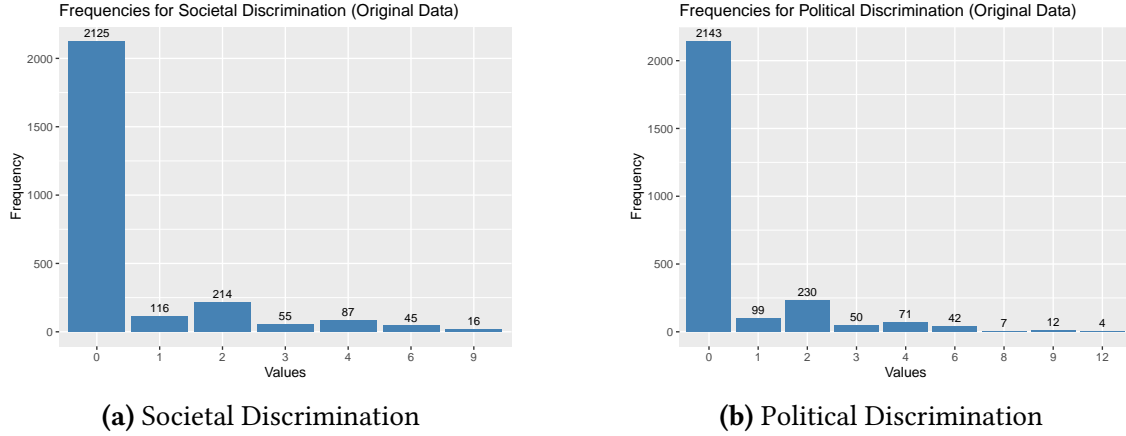 Frequencies for Societal Discrimination (Original Data)
2125
2000
1500
Frequency
1000
500
116
214
55
87
45
16
0
0 1 2 3 4 6 9
Values
(a) Societal Discrimination
Frequencies for Political Discrimination (Original Data)
2143
2000
1500
Frequency
1000
500
99
230
50
71
42
7
12
4
0
0 1 2 3 4 6 8 9 12
Values
(b) Political Discrimination